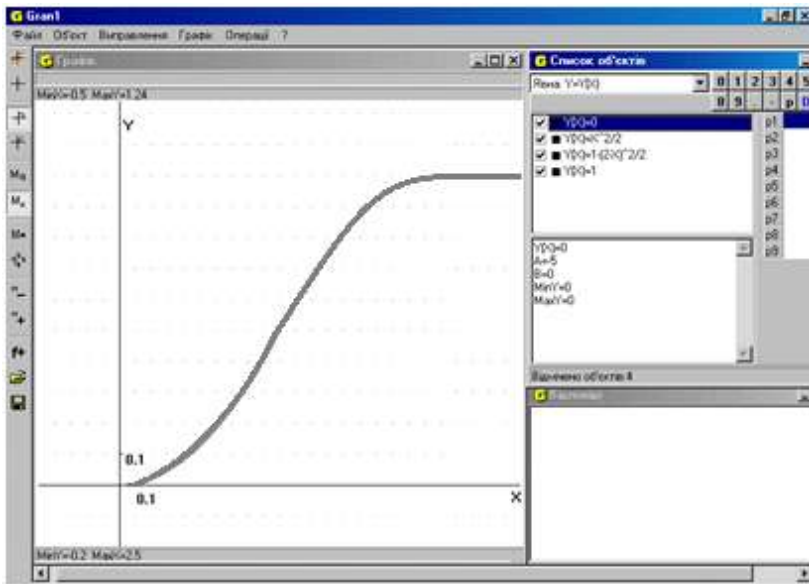 Gran1
Файл Об'єкт Виправлення Графік Операції ?
Графік
MinX=-0.5 MaxY=1.24
Y
0.1
0.1
X
MinY=-0.2 MaxX=2.5
Список об'єктів
Явна: Y=Y(X)
0 1 2 3 4 5
8 9 . - p
Y(X)=0
Y(X)=X^2/2
Y(X)=1-(2-X)^2/2
Y(X)=1
p1
p2
p3
p4
p5
p6
p7
p8
p9
Y(X)=0
A=-5
B=0
MinY=0
MaxY=0
Відмічено об'єктів 4